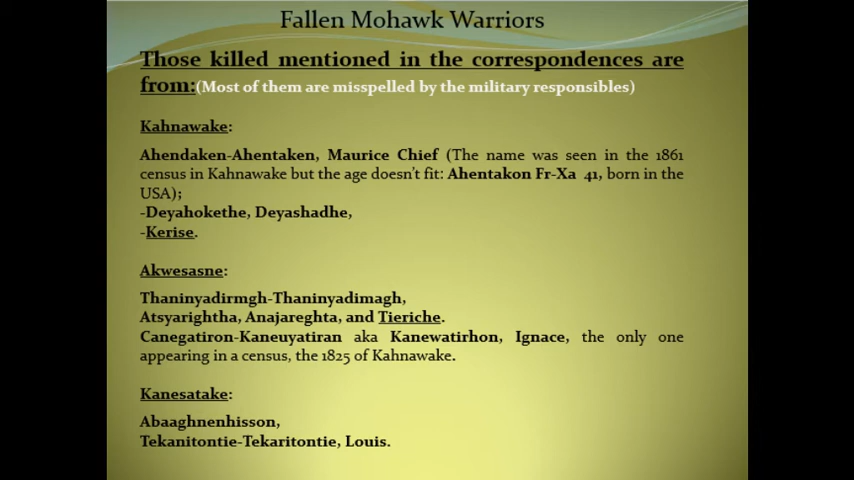 Fallen Mohawk Warriors
Those killed mentioned in the correspondences are
from:(Most of them are misspelled by the military responsibles)
Kahnawake:
Ahendaken-Ahentaken, Maurice Chief (The name was seen in the 1861
census in Kahnawake but the age doesn't fit: Ahentakon Fr-Xa 41, born in the
USA);
-Deyahokethe, Deyashadhe,
-Kerise.
Akwesasne:
Thaninyadirmgh-Thaninyadimagh,
Atsyarightha, Anajareghta, and Tieriche.
Canegatiron-Kaneuyatiran aka Kanewatirhon, Ignace, the only one
appearing in a census, the 1825 of Kahnawake.
Kanesatake:
Abaaghnenhisson,
Tekanitontie-Tekaritontie, Louis.